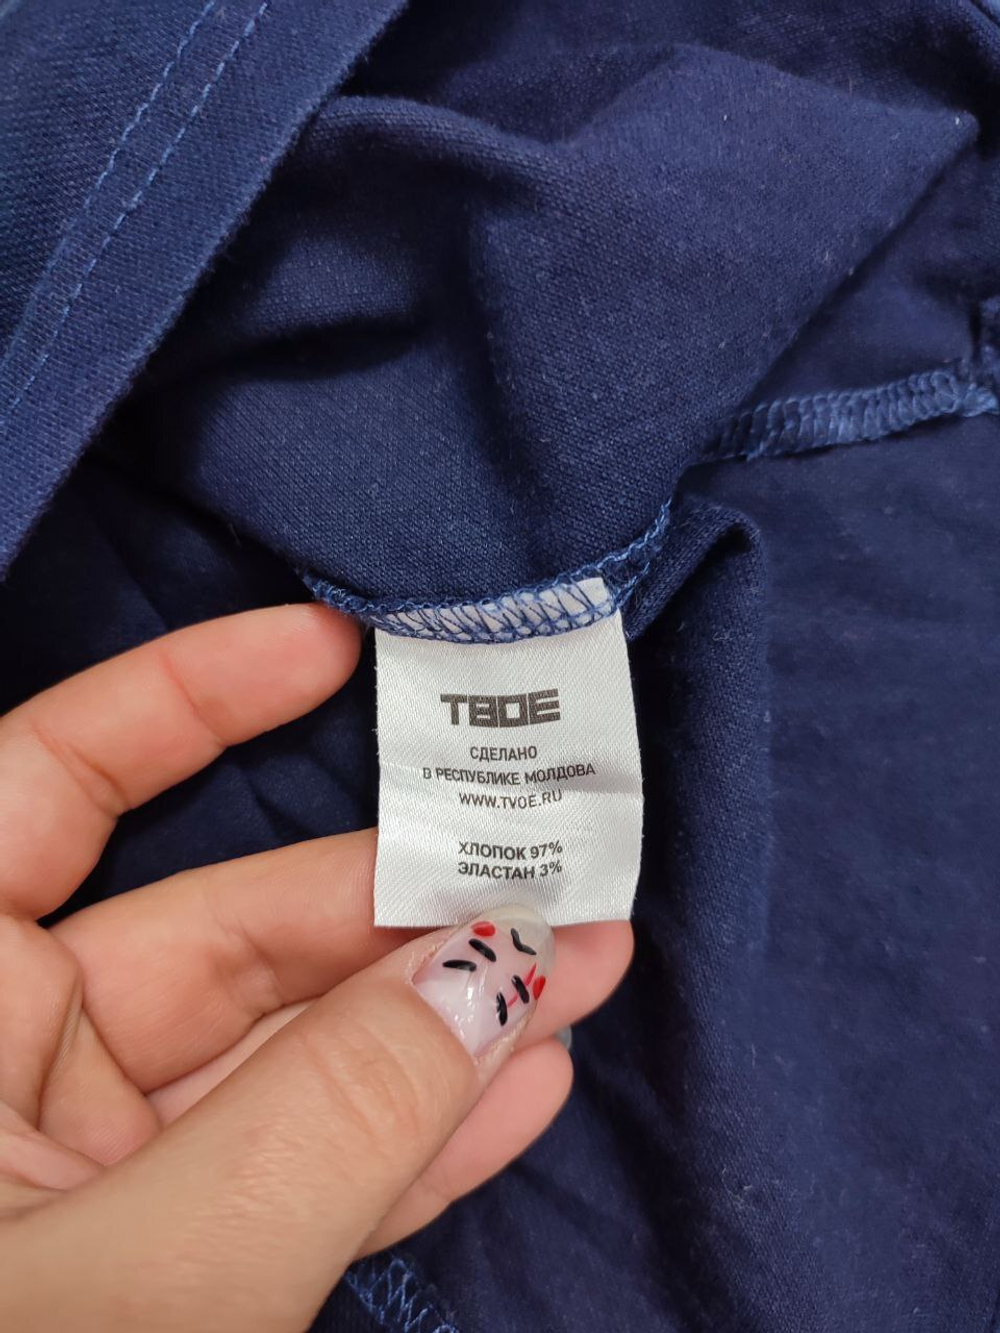 ТВОЕ
СДЕЛАНО
В РЕСПУБЛИКЕ МОЛДОВА
WWW.TVOE.RU
ХЛОПОК 97%
ЭЛАСТАН 3%